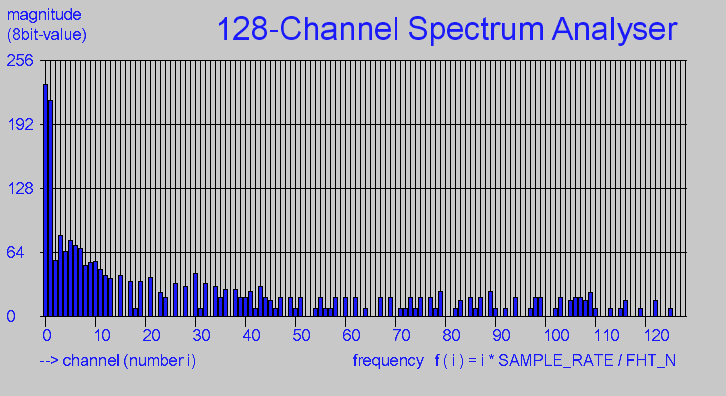 magnitude
(8bit-value)
128-Channel Spectrum Analyser
256
192
128
64
0
0 10 20 30 40 50 60 70 80 90 100 110 120
--> channel (number i) frequency f ( i ) = i * SAMPLE_RATE / FHT_N